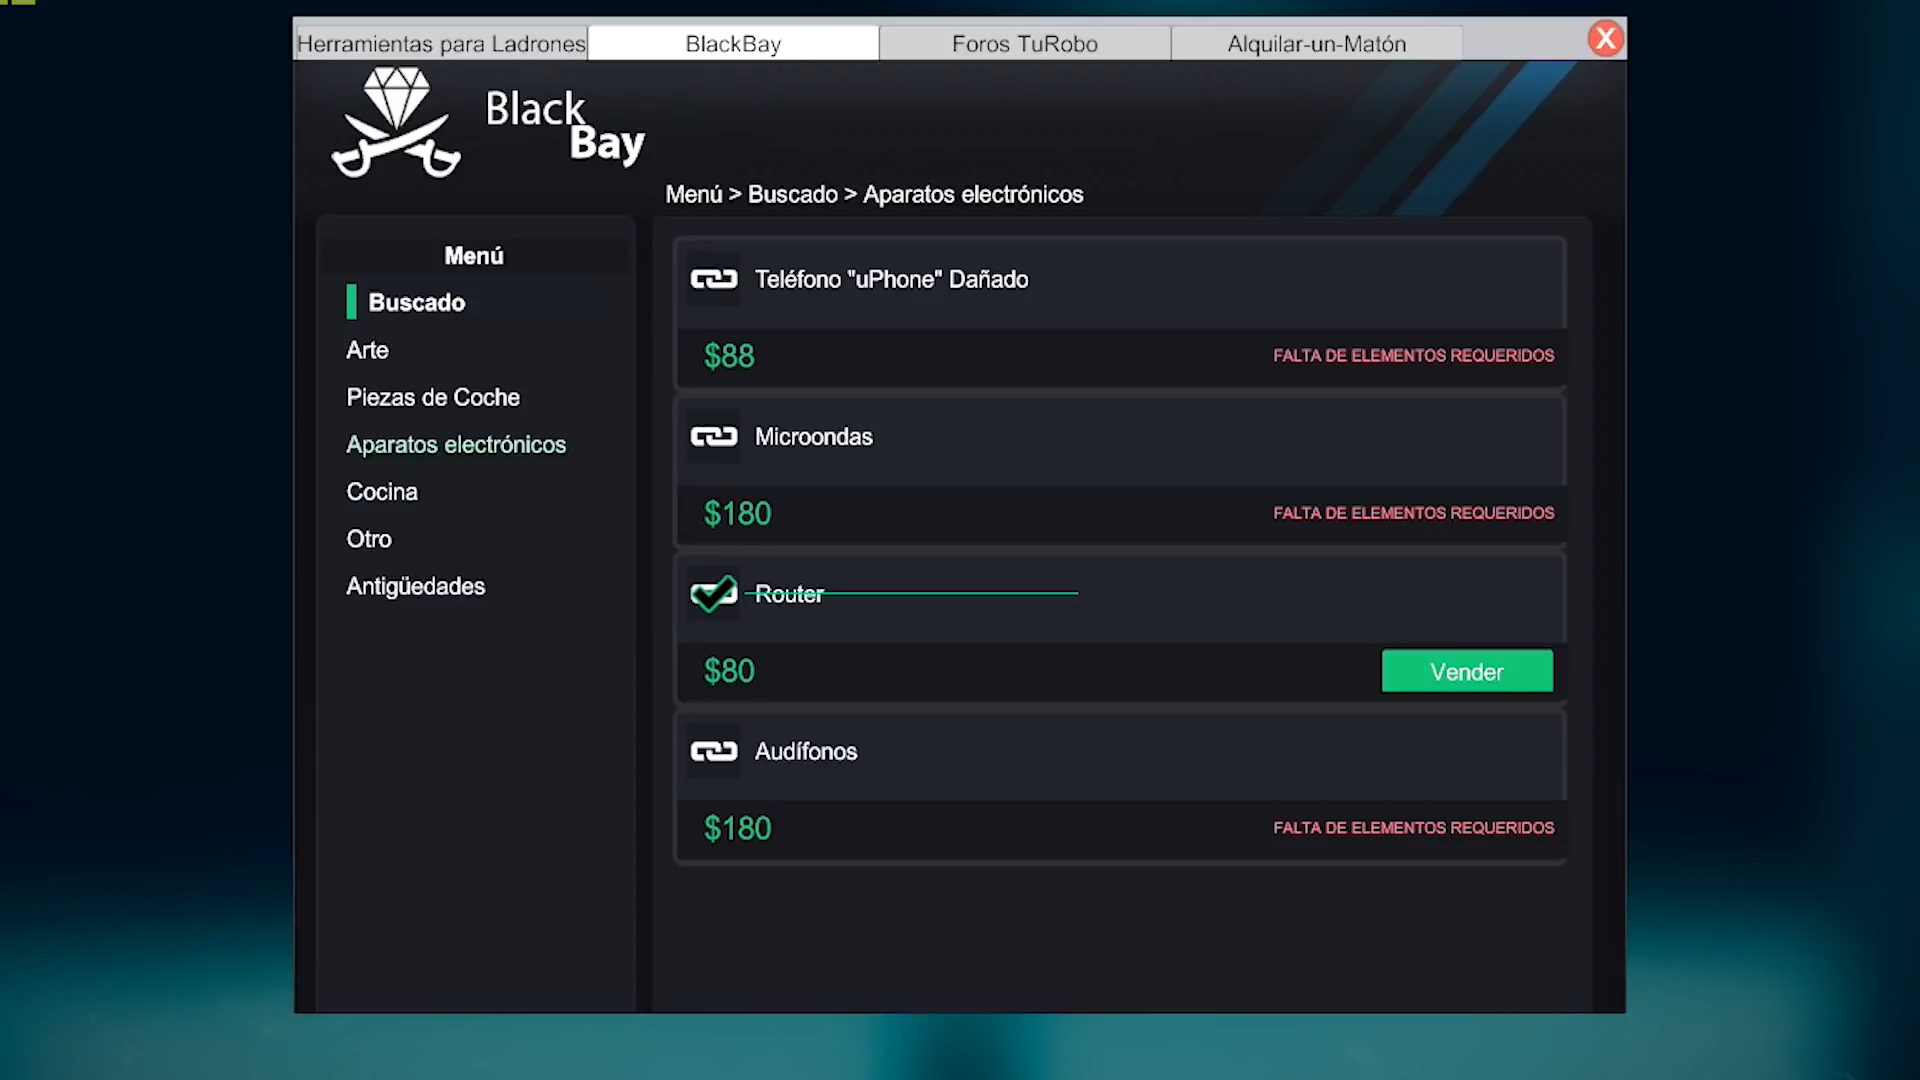 Herramientas para Ladrones
BlackBay
Foros TuRobo
Alquilar-un-Matón
X
Black
Bay
Menú > Buscado > Aparatos electrónicos
Menú
Buscado
Arte
Piezas de Coche
Aparatos electrónicos
Cocina
Otro
Antigüedades
Teléfono "uPhone" Dañado
$88
FALTA DE ELEMENTOS REQUERIDOS
Microondas
$180
FALTA DE ELEMENTOS REQUERIDOS
Router
$80
Vender
Audífonos
$180
FALTA DE ELEMENTOS REQUERIDOS